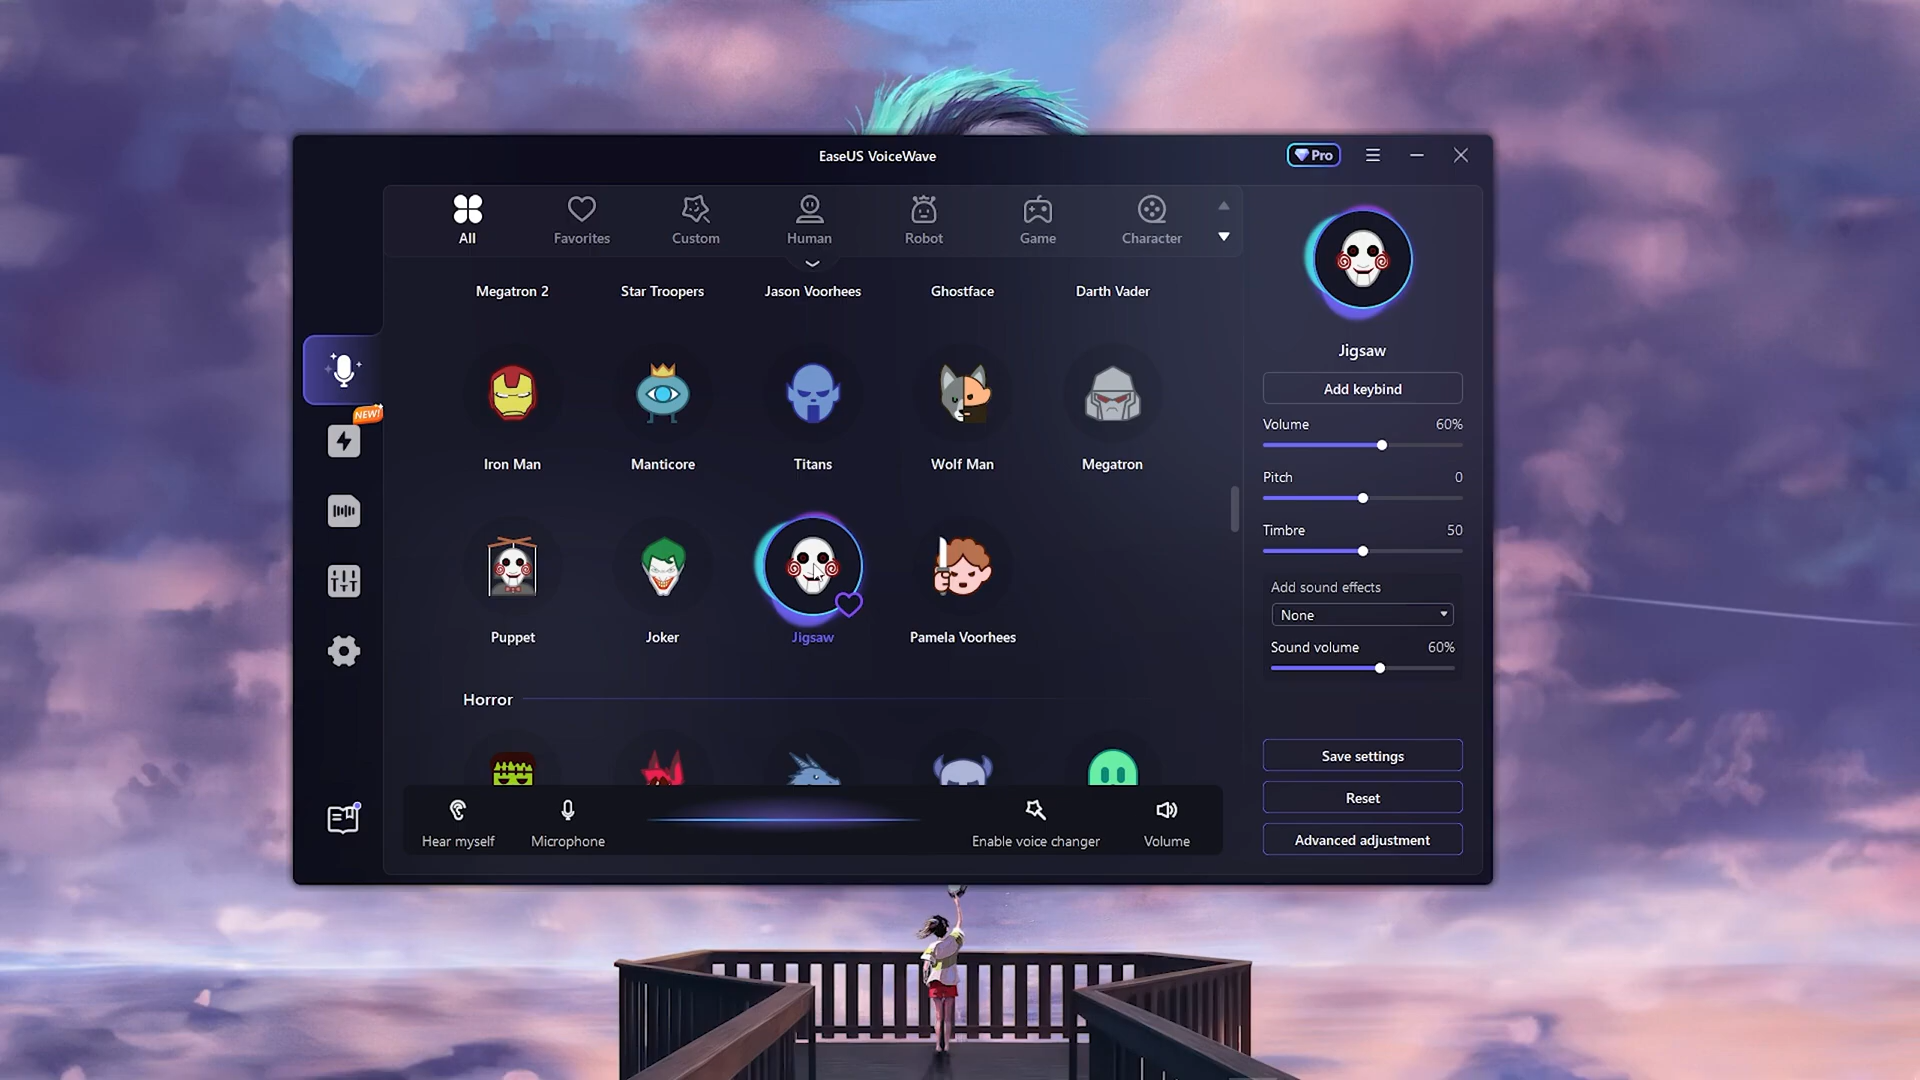 EaseUS VoiceWave
Pro
All
Favorites
Custom
Human
Robot
Game
Character
Megatron 2
Star Troopers
Jason Voorhees
Ghostface
Darth Vader
NEW!
Iron Man
Manticore
Titans
Wolf Man
Megatron
Puppet
Joker
Jigsaw
Pamela Voorhees
Horror
Hear myself
Microphone
Enable voice changer
Volume
Jigsaw
Add keybind
Volume 60%
Pitch 0
Timbre 50
Add sound effects
None
Sound volume 60%
Save settings
Reset
Advanced adjustment